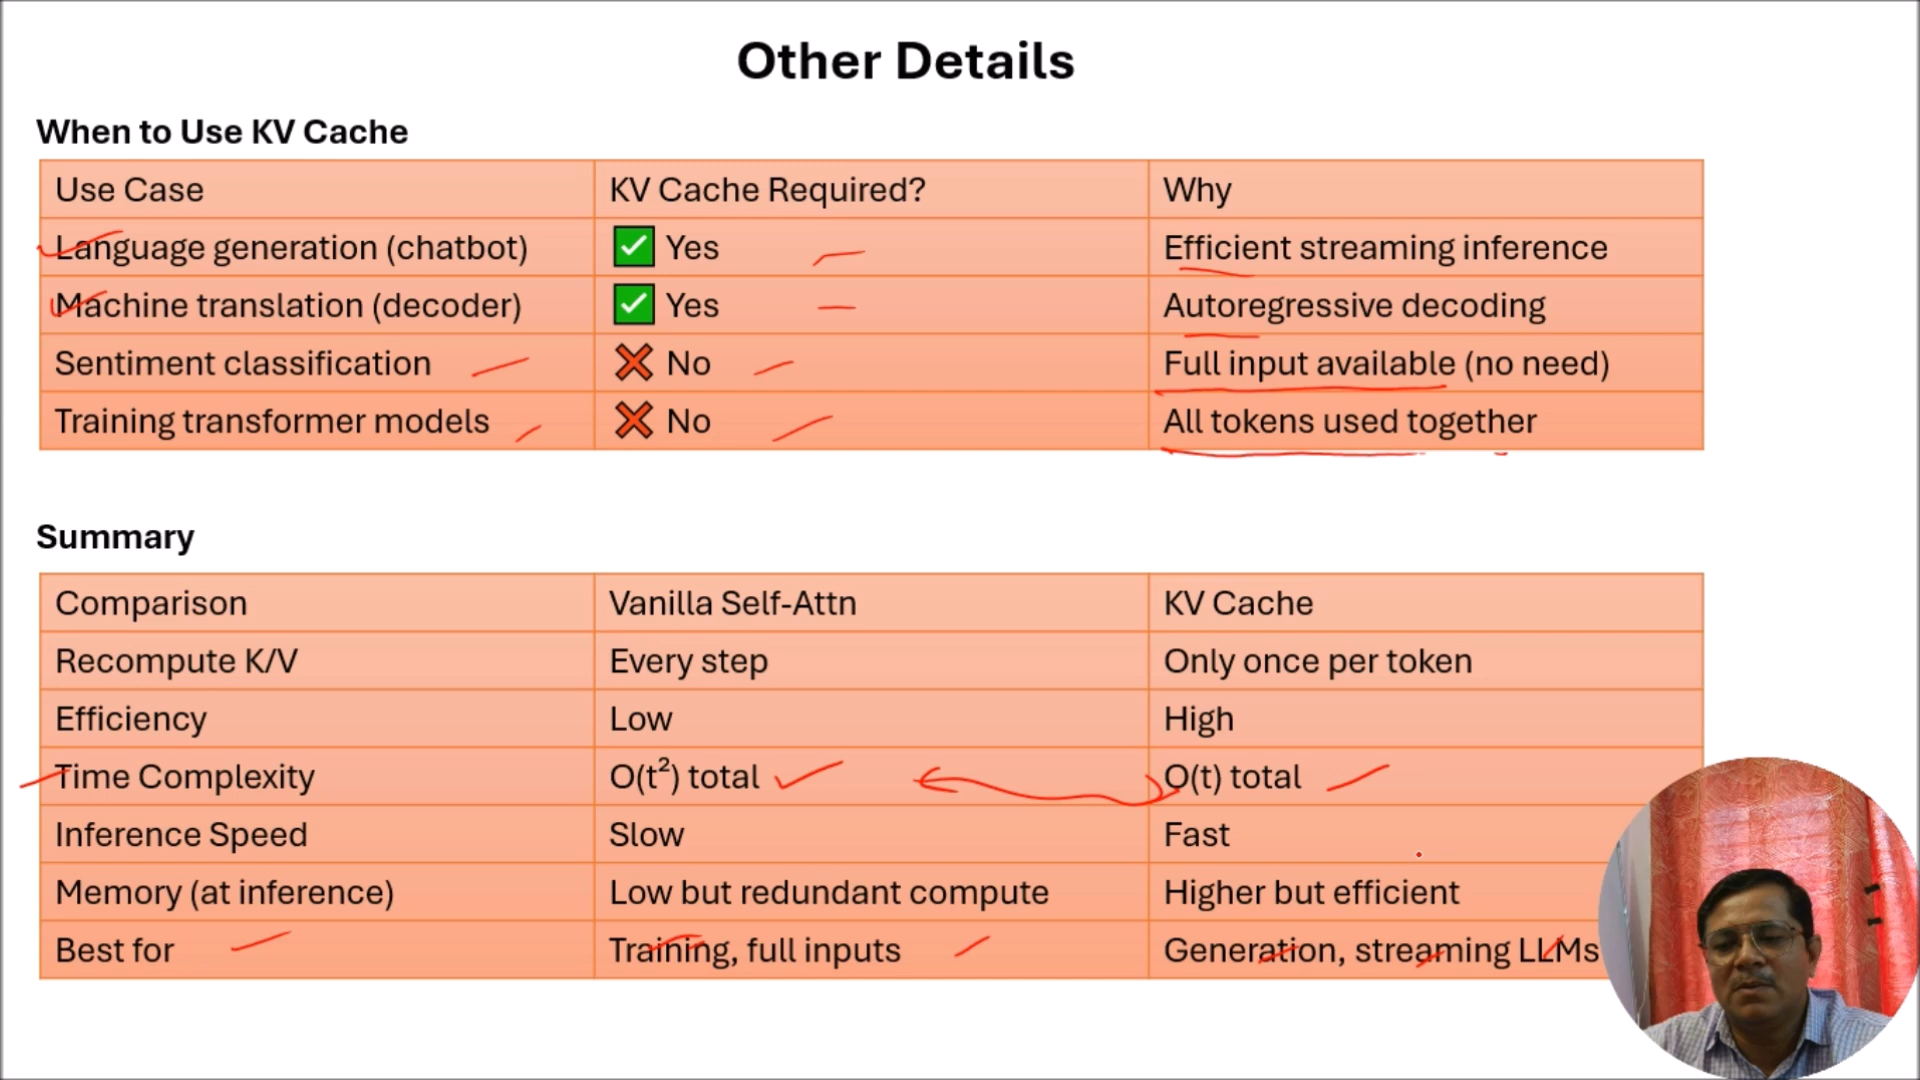 Other Details
When to Use KV Cache
Use Case KV Cache Required? Why
Language generation (chatbot) ✅ Yes Efficient streaming inference
Machine translation (decoder) ✅ Yes Autoregressive decoding
Sentiment classification ❌ No Full input available (no need)
Training transformer models ❌ No All tokens used together
Summary
Comparison Vanilla Self-Attn KV Cache
Recompute K/V Every step Only once per token
Efficiency Low High
Time Complexity O(t²) total O(t) total
Inference Speed Slow Fast
Memory (at inference) Low but redundant compute Higher but efficient
Best for Training, full inputs Generation, streaming LLMs